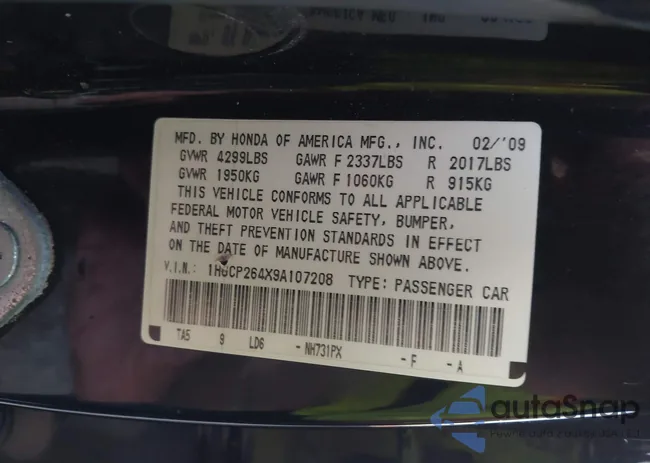 MFD. BY HONDA OF AMERICA MFG., INC. 02/'09
GVWR 4299LBS GAWR F 2337LBS R 2017LBS
GVWR 1950KG GAWR F 1060KG R 915KG
THIS VEHICLE CONFORMS TO ALL APPLICABLE
FEDERAL MOTOR VEHICLE SAFETY, BUMPER,
AND THEFT PREVENTION STANDARDS IN EFFECT
ON THE DATE OF MANUFACTURE SHOWN ABOVE.
V.I.N.: 1HGCP264X9A107208 TYPE: PASSENGER CAR
TA5 9 LD6 - NH731PX - F - A
autoSnap